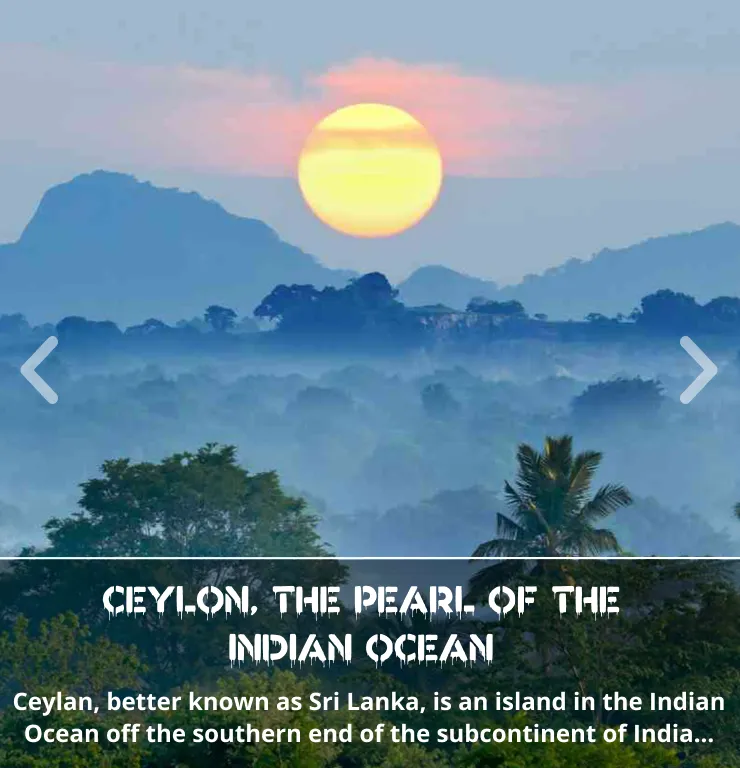 CEYLON, THE PEARL OF THE
INDIAN OCEAN
Ceylan, better known as Sri Lanka, is an island in the Indian
Ocean off the southern end of the subcontinent of India...